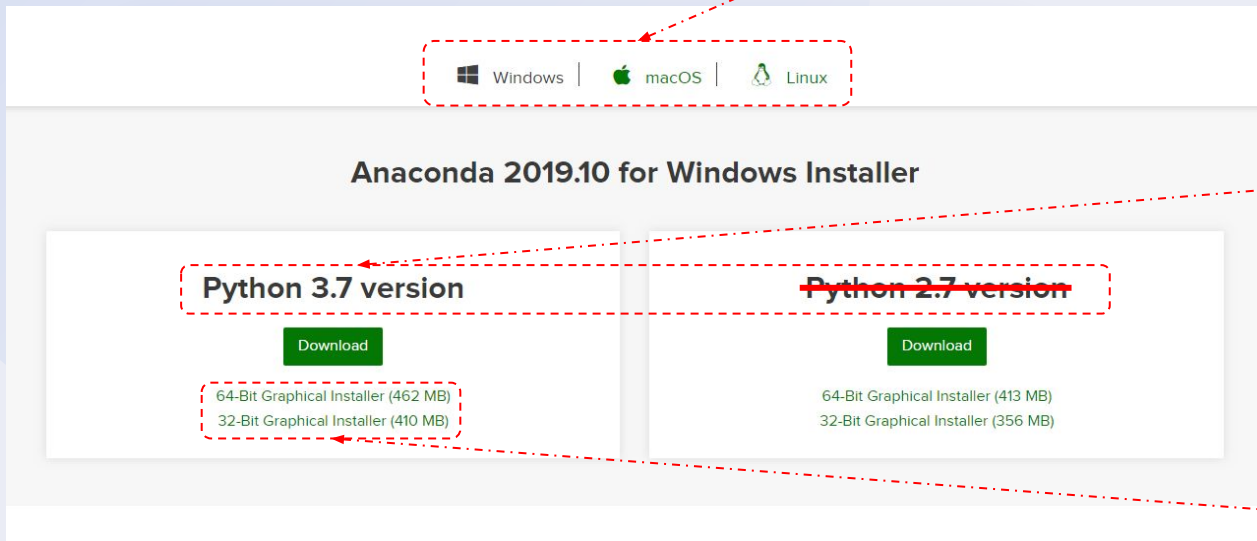 Windows macOS Linux
Anaconda 2019.10 for Windows Installer
Python 3.7 version
Download
64-Bit Graphical Installer (462 MB)
32-Bit Graphical Installer (410 MB)
Python 2.7 version
Download
64-Bit Graphical Installer (413 MB)
32-Bit Graphical Installer (356 MB)